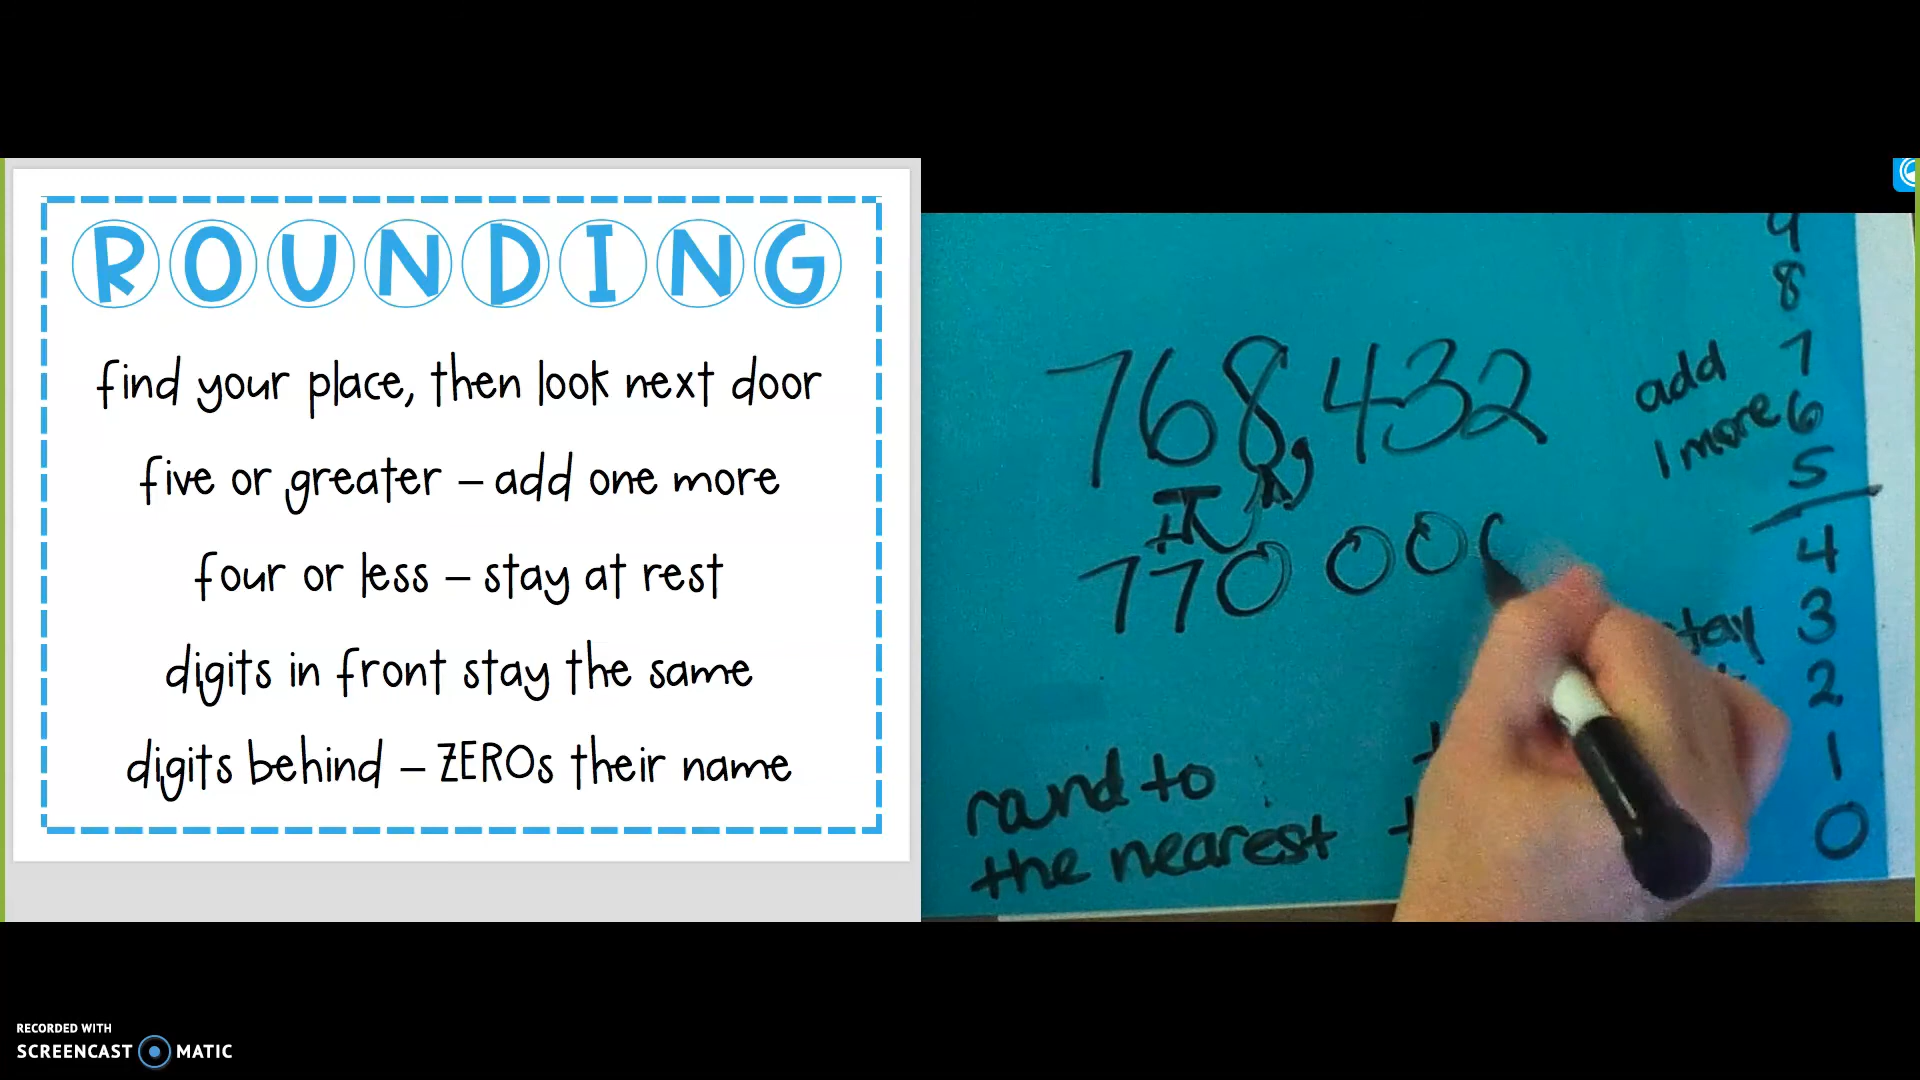 ROUNDING
find your place, then look next door
five or greater – add one more
four or less – stay at rest
digits in front stay the same
digits behind – ZEROs their name
768,432
770 000
round to
the nearest
add
1 more
9
8
7
6
5
4
3
2
1
0
stay
RECORDED WITH
SCREENCAST MATIC